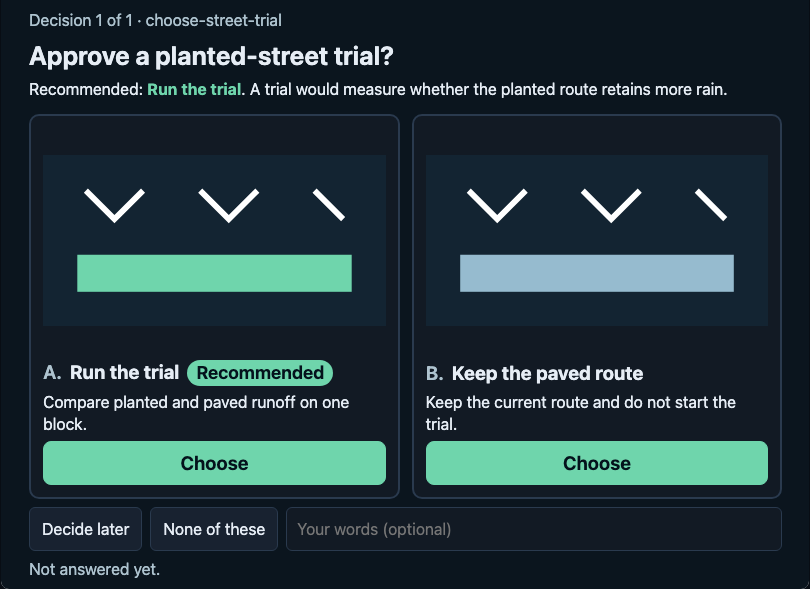 Decision 1 of 1 · choose-street-trial
Approve a planted-street trial?
Recommended: Run the trial. A trial would measure whether the planted route retains more rain.
A. Run the trial Recommended
Compare planted and paved runoff on one
block.
Choose
B. Keep the paved route
Keep the current route and do not start the
trial.
Choose
Decide later
None of these
Your words (optional)
Not answered yet.